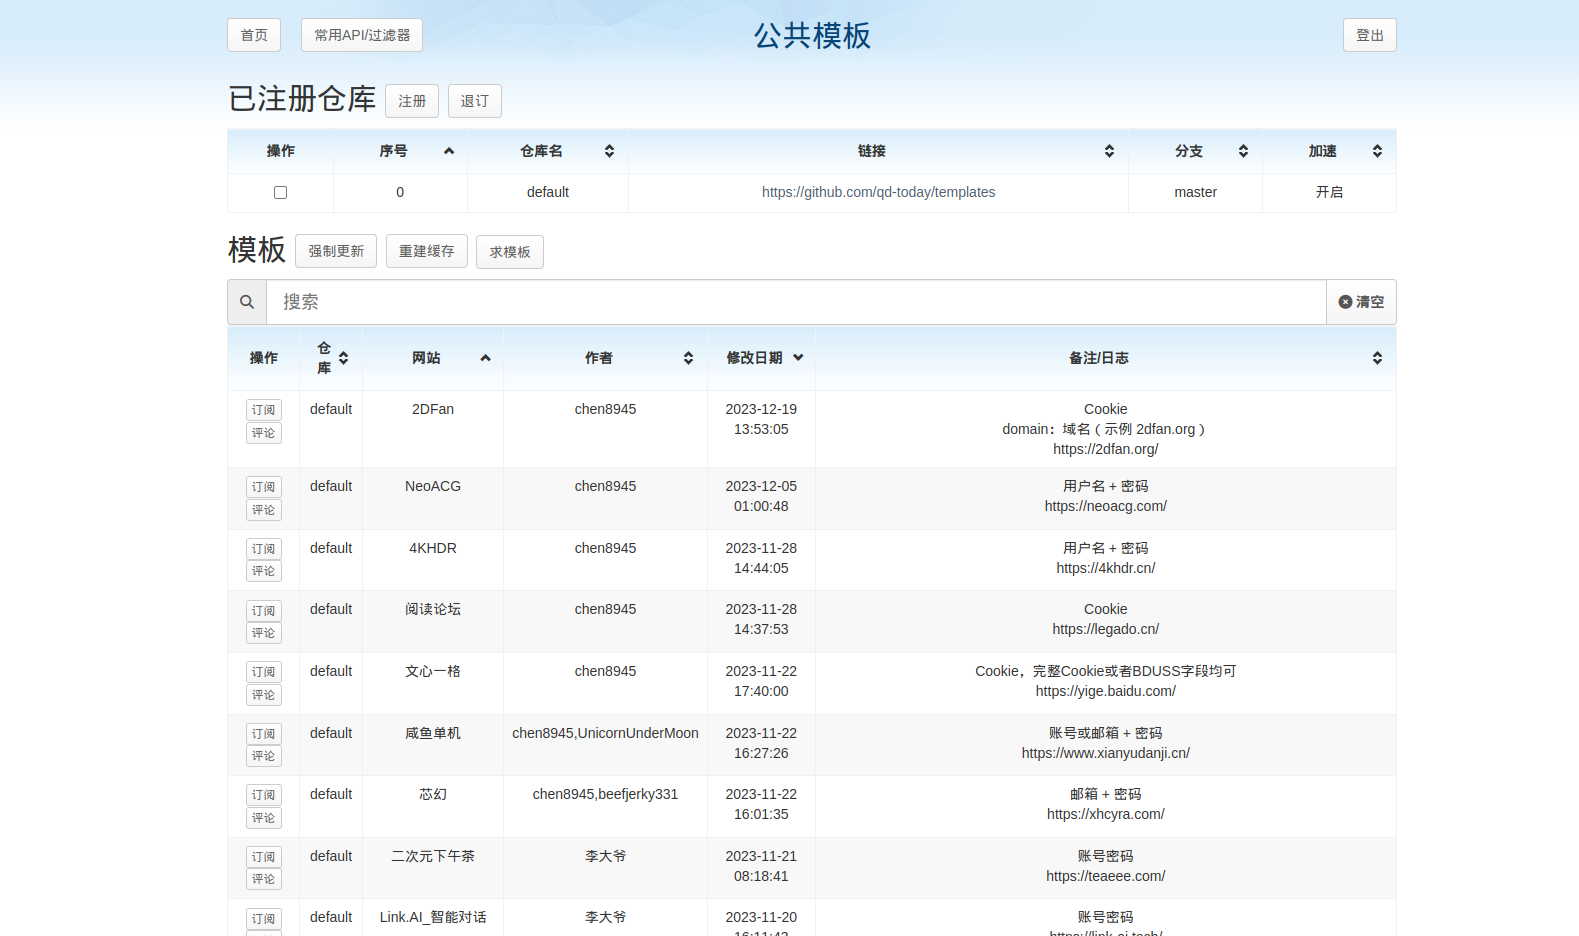 首页 常用API/过滤器 公共模板 登出
已注册仓库 注册 退订
操作 序号 仓库名 链接 分支 加速
0 default https://github.com/qd-today/templates master 开启
模板 强制更新 重建缓存 求模板
搜索 清空
操作 仓库 网站 作者 修改日期 备注/日志
订阅 default 2DFan chen8945 2023-12-19 Cookie
评论 13:53:05 domain：域名（示例 2dfan.org）
https://2dfan.org/
订阅 default NeoACG chen8945 2023-12-05 用户名 + 密码
评论 01:00:48 https://neoacg.com/
订阅 default 4KHDR chen8945 2023-11-28 用户名 + 密码
评论 14:44:05 https://4khdr.cn/
订阅 default 阅读论坛 chen8945 2023-11-28 Cookie
评论 14:37:53 https://legado.cn/
订阅 default 文心一格 chen8945 2023-11-22 Cookie，完整Cookie或者BDUSS字段均可
评论 17:40:00 https://yige.baidu.com/
订阅 default 咸鱼单机 chen8945,UnicornUnderMoon 2023-11-22 账号或邮箱 + 密码
评论 16:27:26 https://www.xianyudanji.cn/
订阅 default 芯幻 chen8945,beefjerky331 2023-11-22 邮箱 + 密码
评论 16:01:35 https://xhcyra.com/
订阅 default 二次元下午茶 李大爷 2023-11-21 账号密码
评论 08:18:41 https://teaeee.com/
订阅 default Link.AI_智能对话 李大爷 2023-11-20 账号密码